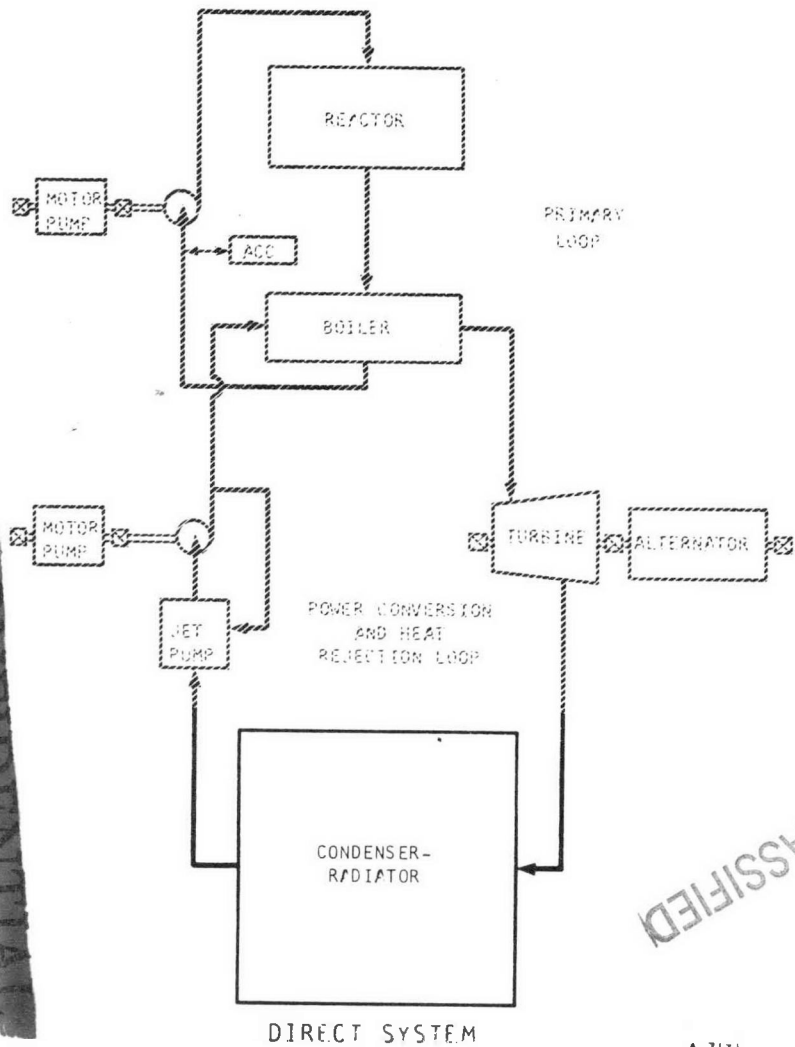 REACTOR
MOTOR
PUMP
PRIMARY
LOOP
ACC
BOILER
MOTOR
PUMP
TURBINE
ALTERNATOR
JET
PUMP
POWER CONVERSION
AND HEAT
REJECTION LOOP
CONDENSER-
RADIATOR
DIRECT SYSTEM